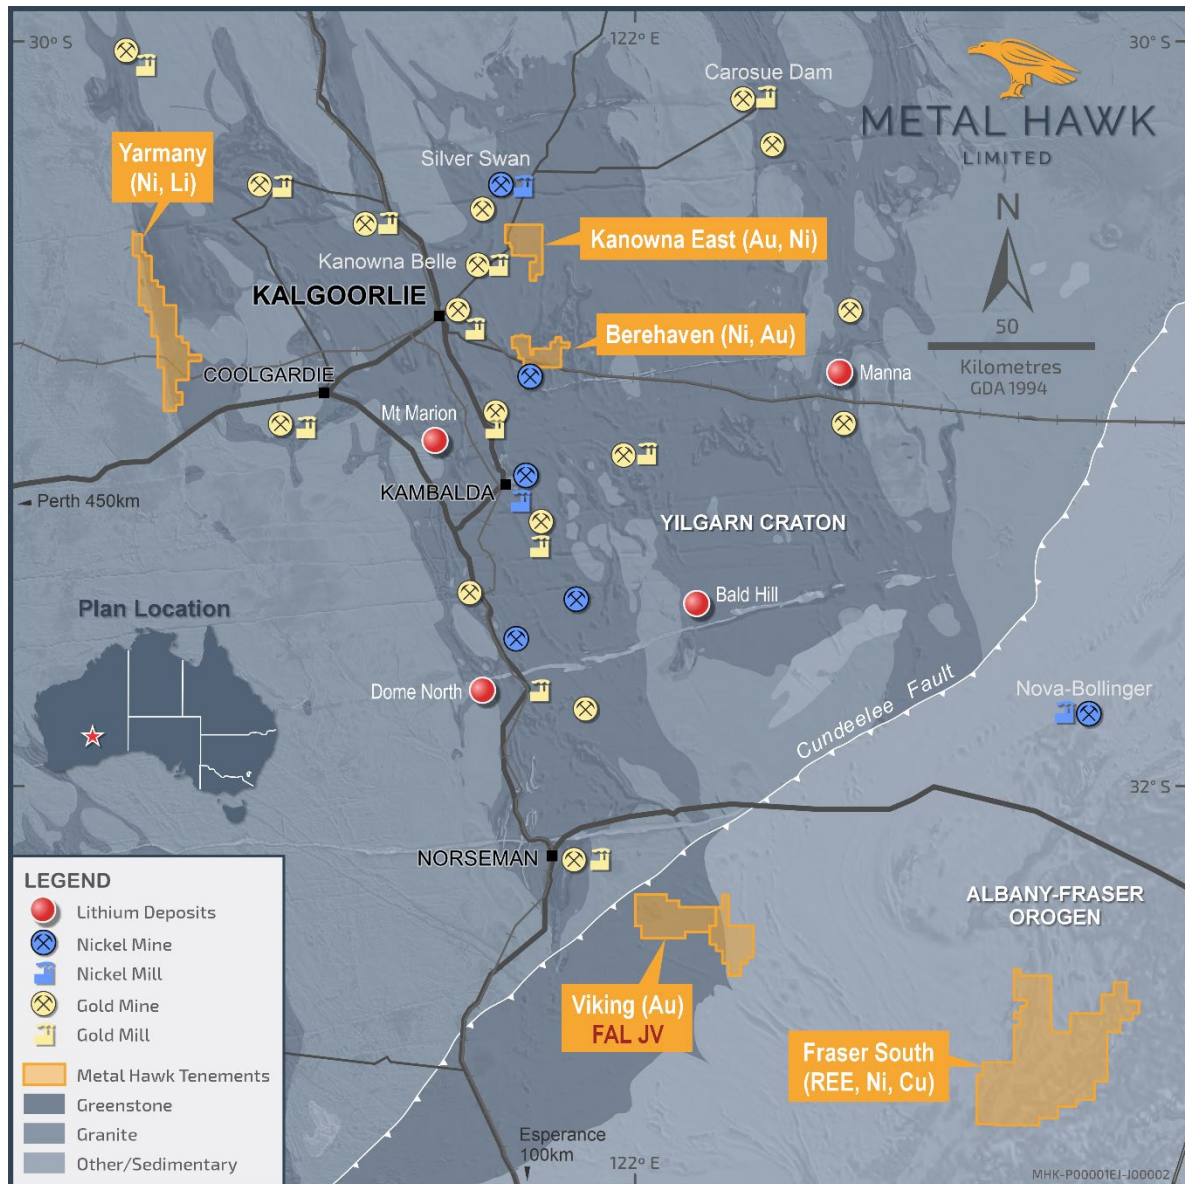 30° S
122° E
30° S
METAL HAWK
LIMITED
Carosue Dam
Yarmany
(Ni, Li)
Silver Swan
N
Kanowna East (Au, Ni)
Kanowna Belle
KALGOORLIE
50
Kilometres
GDA 1994
Berehaven (Ni, Au)
COOLGARDIE
Manna
Mt Marion
KAMBALDA
Perth 450km
YILGARN CRATON
Bald Hill
Plan Location
Dome North
Cundeelee Fault
Nova-Bollinger
32° S
NORSEMAN
ALBANY-FRASER
OROGEN
LEGEND
Lithium Deposits
Nickel Mine
Nickel Mill
Gold Mine
Gold Mill
Metal Hawk Tenements
Greenstone
Granite
Other/Sedimentary
Viking (Au)
FAL JV
Fraser South
(REE, Ni, Cu)
Esperance
100km
122° E
MHK-P00001EJ-J00002